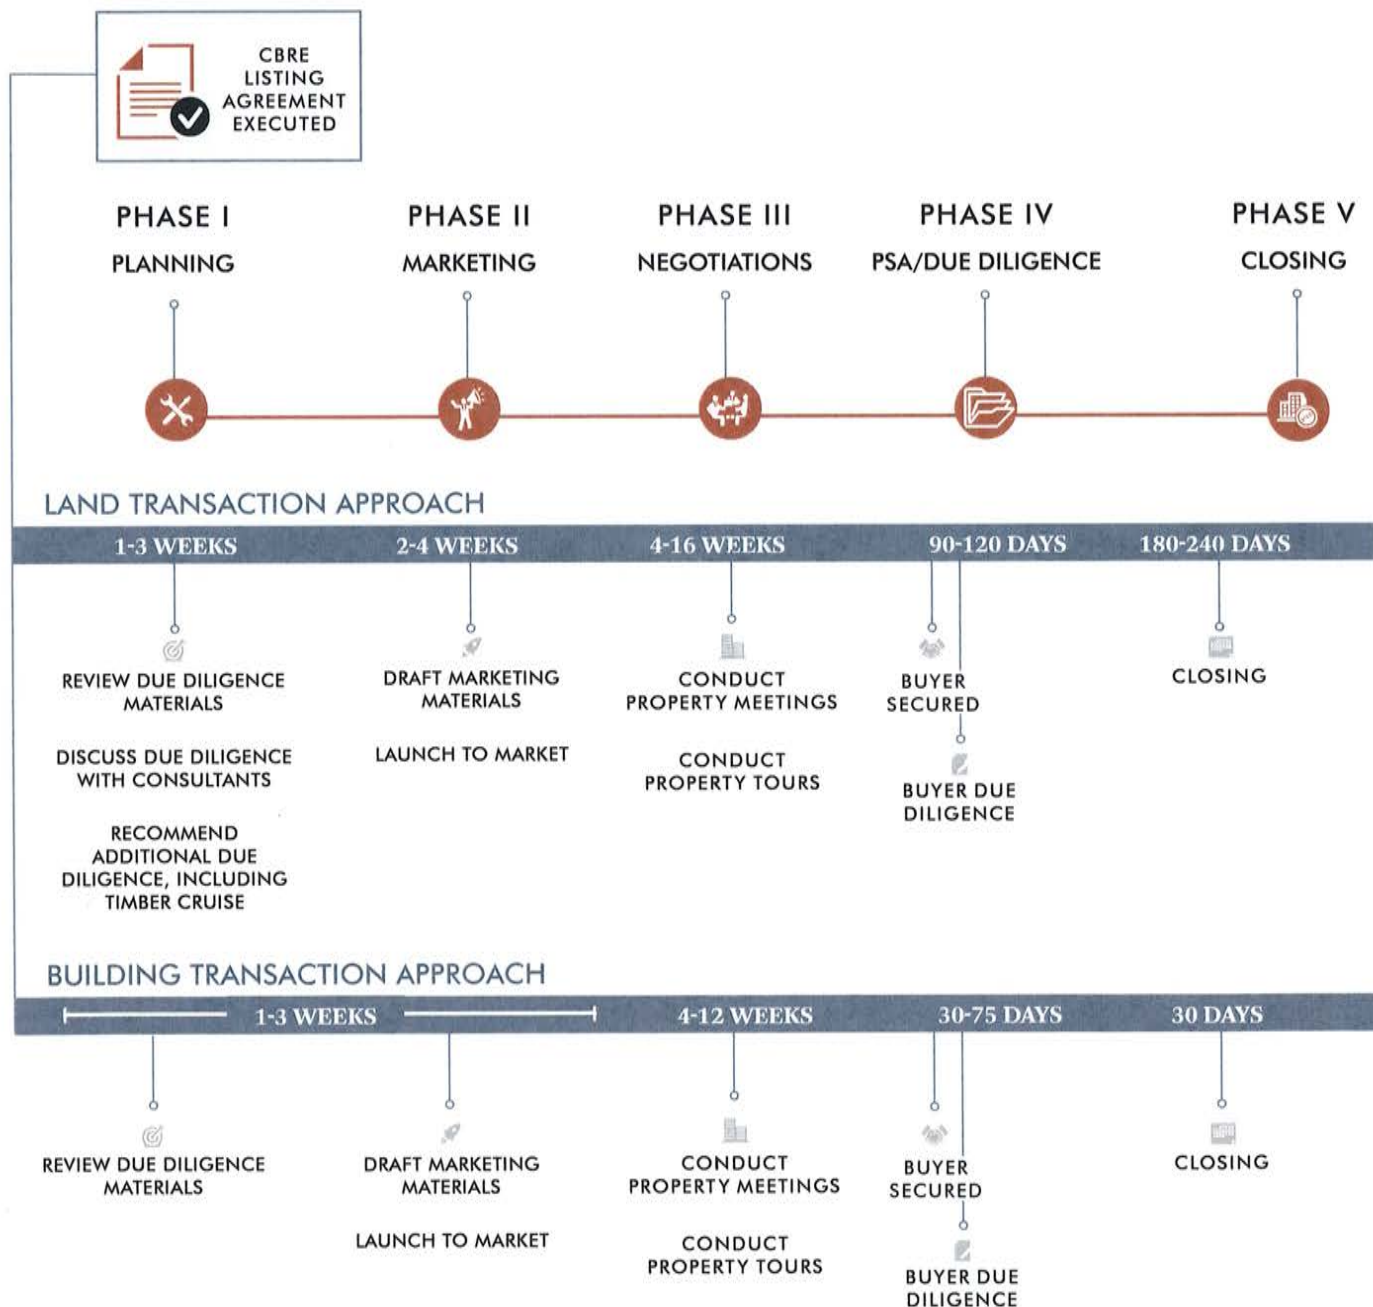 CBRE
LISTING
AGREEMENT
EXECUTED
PHASE I
PLANNING
PHASE II
MARKETING
PHASE III
NEGOTIATIONS
PHASE IV
PSA/DUE DILIGENCE
PHASE V
CLOSING
LAND TRANSACTION APPROACH
1-3 WEEKS
2-4 WEEKS
4-16 WEEKS
90-120 DAYS
180-240 DAYS
REVIEW DUE DILIGENCE
MATERIALS
DISCUSS DUE DILIGENCE
WITH CONSULTANTS
RECOMMEND
ADDITIONAL DUE
DILIGENCE, INCLUDING
TIMBER CRUISE
DRAFT MARKETING
MATERIALS
LAUNCH TO MARKET
CONDUCT
PROPERTY MEETINGS
CONDUCT
PROPERTY TOURS
BUYER
SECURED
BUYER DUE
DILIGENCE
CLOSING
BUILDING TRANSACTION APPROACH
1-3 WEEKS
4-12 WEEKS
30-75 DAYS
30 DAYS
REVIEW DUE DILIGENCE
MATERIALS
DRAFT MARKETING
MATERIALS
LAUNCH TO MARKET
CONDUCT
PROPERTY MEETINGS
CONDUCT
PROPERTY TOURS
BUYER
SECURED
BUYER DUE
DILIGENCE
CLOSING